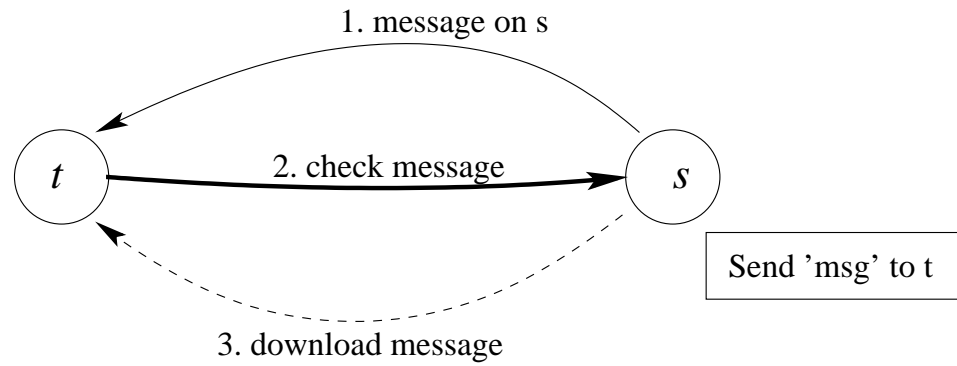 1. message on s
t
2. check message
s
Send ’msg’ to t
3. download message